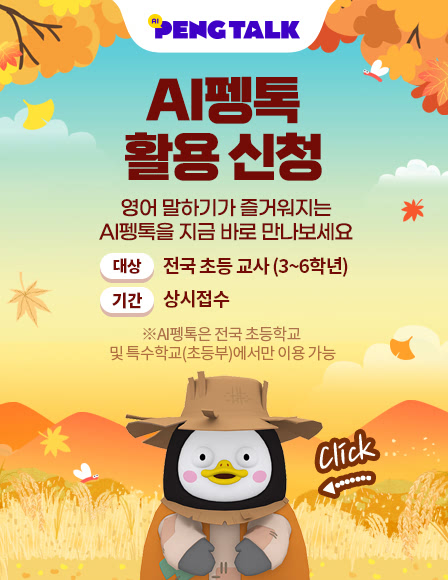 AI PENG TALK
AI펭톡
활용 신청
영어 말하기가 즐거워지는
AI펭톡을 지금 바로 만나보세요
대상 전국 초등 교사 (3~6학년)
기간 상시접수
※AI펭톡은 전국 초등학교
및 특수학교(초등부)에서만 이용 가능
Click